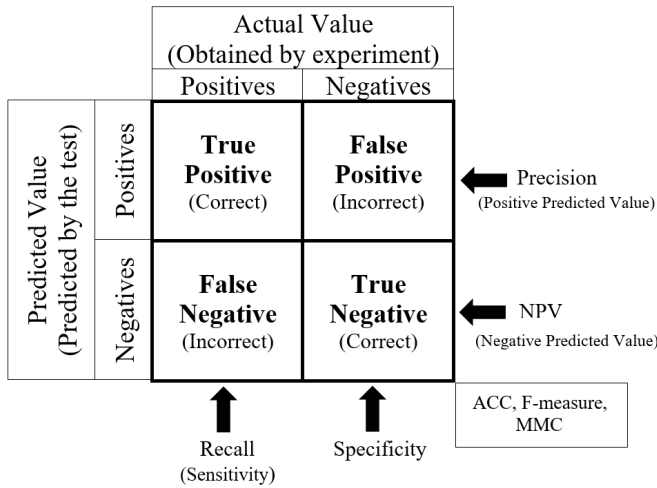 Actual Value
(Obtained by experiment)
Positives
Negatives
Predicted Value
(Predicted by the test)
Positives
True
Positive
(Correct)
False
Positive
(Incorrect)
Precision
(Positive Predicted Value)
Negatives
False
Negative
(Incorrect)
True
Negative
(Correct)
NPV
(Negative Predicted Value)
Recall
(Sensitivity)
Specificity
ACC, F-measure,
MMC